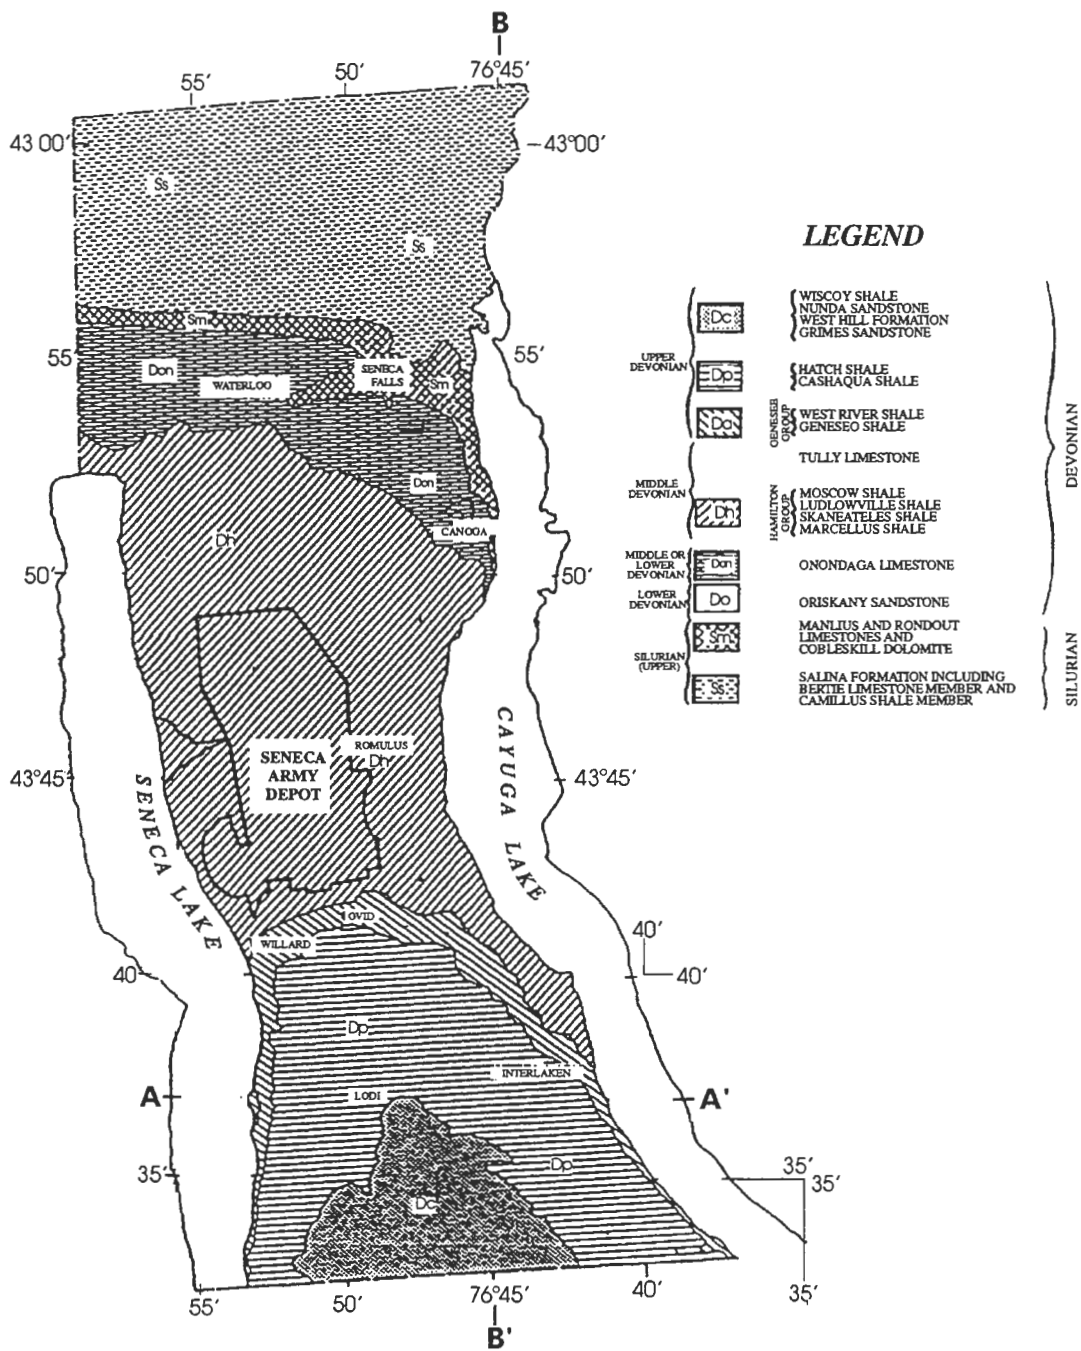 B
76°45′
50′
55′
43 00′
43°00′
Ss
Ss
LEGEND
Dc
WISCOY SHALE
NUNDA SANDSTONE
WEST HILL FORMATION
GRIMES SANDSTONE
UPPER
DEVONIAN
Dp
HATCH SHALE
CASHAQUA SHALE
Da
GENESEE
GROUP
WEST RIVER SHALE
GENESEO SHALE
TULLY LIMESTONE
MIDDLE
DEVONIAN
Dh
HAMILTON
GROUP
MOSCOW SHALE
LUDLOWVILLE SHALE
SKANEATELES SHALE
MARCELLUS SHALE
MIDDLE OR
LOWER
DEVONIAN
Don
ONONDAGA LIMESTONE
LOWER
DEVONIAN
Do
ORISKANY SANDSTONE
SILURIAN
(UPPER)
Sm
MANLIUS AND RONDOUT
LIMESTONES AND
COBLESKILL DOLOMITE
Ss
SALINA FORMATION INCLUDING
BERTIE LIMESTONE MEMBER AND
CAMILLUS SHALE MEMBER
DEVONIAN
SILURIAN
Sm
55′
55′
Don
WATERLOO
SENECA
FALLS
Sm
Don
CANOGA
Dh
50′
50′
ROMULUS
Dh
SENECA
ARMY
DEPOT
43°45′
43°45′
SENECA LAKE
CAYUGA LAKE
OVID
WILLARD
40′
40′
40′
Dp
INTERLAKEN
LODI
A
A'
Dp
35′
35′
35′
Dc
55′
50′
76°45′
40′
35′
B'